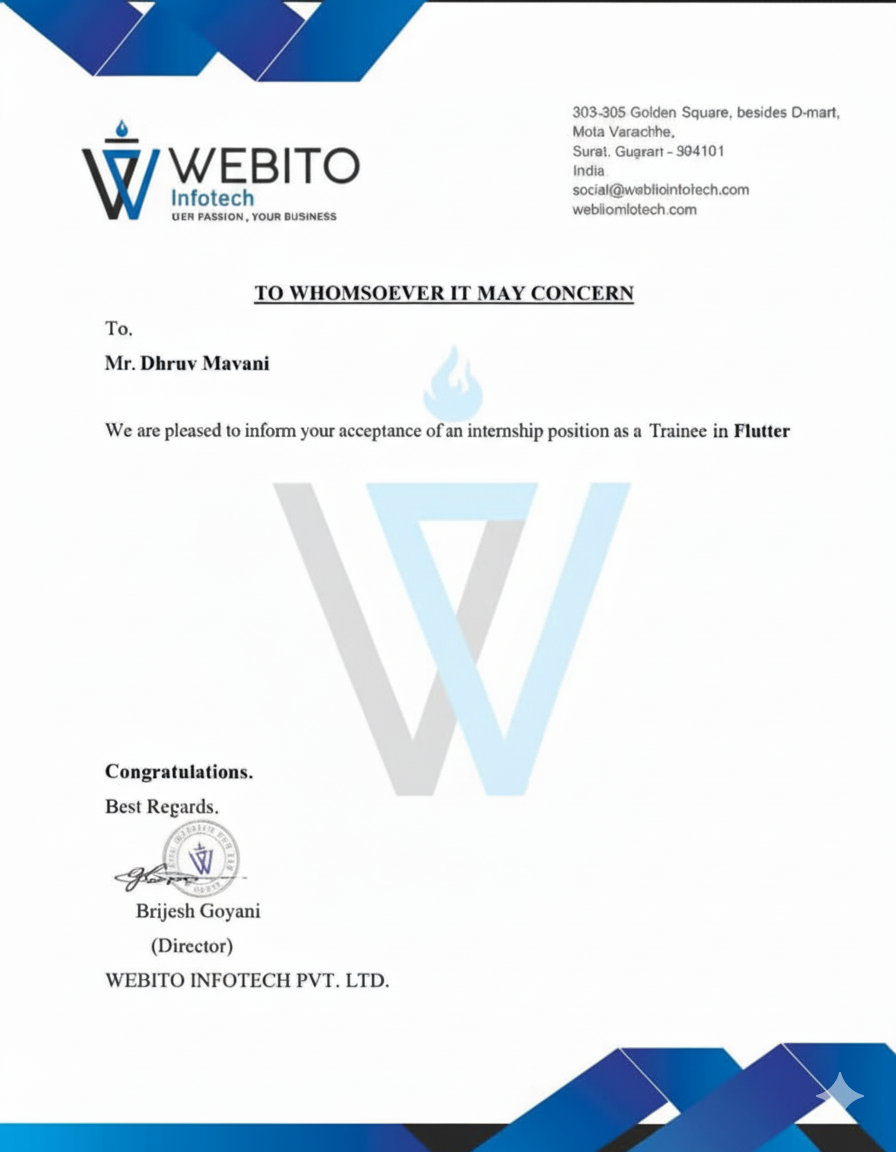 303-305 Golden Square, besides D-mart,
Mota Varachhe,
Surat. Gugrart - 394101
India
social@webliointotech.com
webliomlotech.com
WEBITO
Infotech
UER PASSION, YOUR BUSINESS
TO WHOMSOEVER IT MAY CONCERN
To.
Mr. Dhruv Mavani
We are pleased to inform your acceptance of an internship position as a Trainee in Flutter
Congratulations.
Best Regards.
Brijesh Goyani
(Director)
WEBITO INFOTECH PVT. LTD.